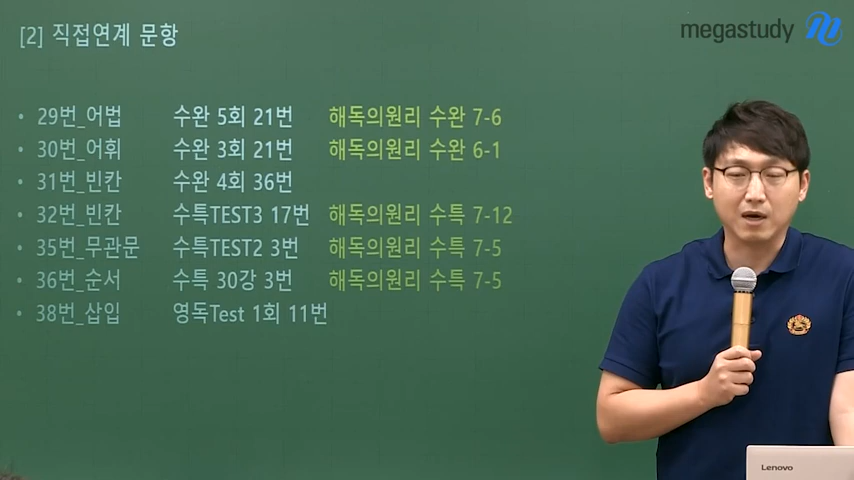 [2] 직접연계 문항
megastudy
• 29번_어법 수완 5회 21번 해독의원리 수완 7-6
• 30번_어휘 수완 3회 21번 해독의원리 수완 6-1
• 31번_빈칸 수완 4회 36번
• 32번_빈칸 수특TEST3 17번 해독의원리 수특 7-12
• 35번_무관문 수특TEST2 3번 해독의원리 수특 7-5
• 36번_순서 수특 30강 3번 해독의원리 수특 7-5
• 38번_삽입 영독Test 1회 11번
Lenovo